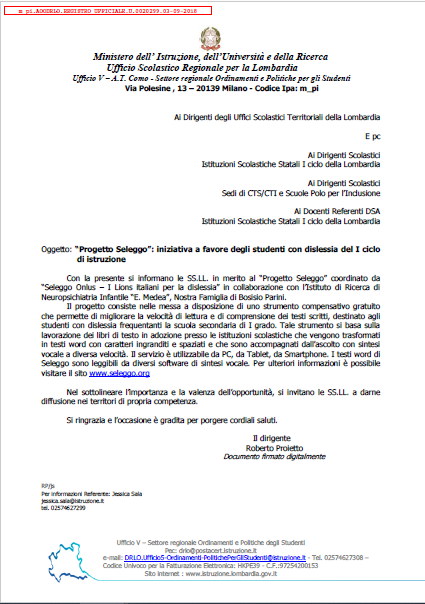 m_pi.AOODRLO.REGISTRO UFFICIALE.U.0020299.03-09-2018
Ministero dell' Istruzione, dell'Università e della Ricerca
Ufficio Scolastico Regionale per la Lombardia
Ufficio V – A.T. Como - Settore regionale Ordinamenti e Politiche per gli Studenti
Via Polesine , 13 – 20139 Milano - Codice Ipa: m_pi
Ai Dirigenti degli Uffici Scolastici Territoriali della Lombardia
E pc
Ai Dirigenti Scolastici
Istituzioni Scolastiche Statali I ciclo della Lombardia
Ai Dirigenti Scolastici
Sedi di CTS/CTI e Scuole Polo per l'Inclusione
Ai Docenti Referenti DSA
Istituzioni Scolastiche Statali I ciclo della Lombardia
Oggetto: "Progetto Seleggo": iniziativa a favore degli studenti con dislessia del I ciclo
di istruzione
Con la presente si informano le SS.LL. in merito al "Progetto Seleggo" coordinato da
"Seleggo Onlus – I Lions italiani per la dislessia" in collaborazione con l'Istituto di Ricerca di
Neuropsichiatria Infantile "E. Medea", Nostra Famiglia di Bosisio Parini.
Il progetto consiste nella messa a disposizione di uno strumento compensativo gratuito
che permette di migliorare la velocità di lettura e di comprensione dei testi scritti, destinato agli
studenti con dislessia frequentanti la scuola secondaria di I grado. Tale strumento si basa sulla
lavorazione dei libri di testo in adozione presso le istituzioni scolastiche che vengono trasformati
in testi word con caratteri ingranditi e spaziati e che sono accompagnati dall'ascolto con sintesi
vocale a diversa velocità. Il servizio è utilizzabile da PC, da Tablet, da Smartphone. I testi word di
Seleggo sono leggibili da diversi software di sintesi vocale. Per ulteriori informazioni è possibile
visitare il sito www.seleggo.org
Nel sottolineare l'importanza e la valenza dell'opportunità, si invitano le SS.LL. a darne
diffusione nei territori di propria competenza.
Si ringrazia e l'occasione è gradita per porgere cordiali saluti.
Il dirigente
Roberto Proietto
Documento firmato digitalmente
RP/js
Per informazioni Referente: Jessica Sala
jessica.sala@istruzione.it
tel. 02574627299
Ufficio V – Settore regionale Ordinamenti e Politiche degli Studenti
Pec: drlo@postacert.istruzione.it
e-mail: DRLO.Ufficio5-Ordinamenti-PolitichePerGliStudenti@istruzione.it - Tel. 02574627308 –
Codice Univoco per la Fatturazione Elettronica: HKPE39 - C.F.:97254200153
Sito internet : www.istruzione.lombardia.gov.it